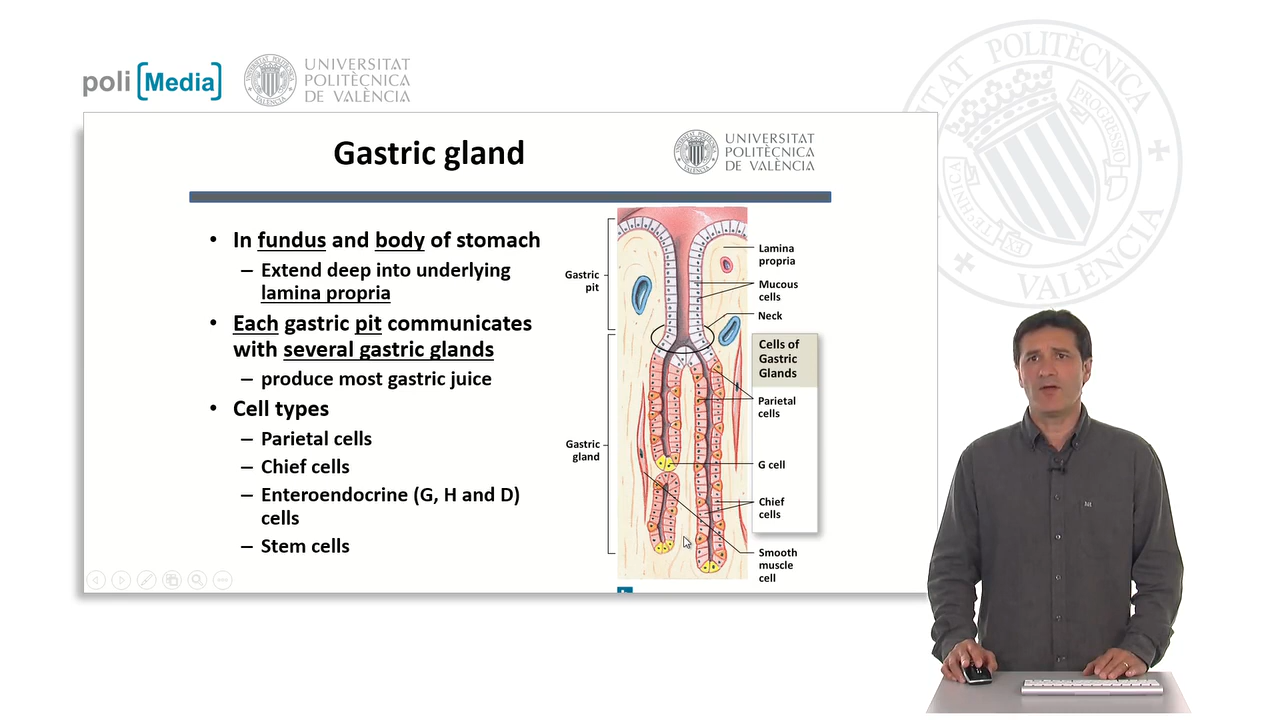 poli [Media]
UNIVERSITAT
POLITÈCNICA
DE VALÈNCIA
POLITÈCNICA
VALÈNCIA
PROGRESSIO
Gastric gland
UNIVERSITAT
POLITÈCNICA
DE VALÈNCIA
• In fundus and body of stomach
– Extend deep into underlying
lamina propria
• Each gastric pit communicates
with several gastric glands
– produce most gastric juice
• Cell types
– Parietal cells
– Chief cells
– Enteroendocrine (G, H and D)
cells
– Stem cells
Gastric
pit
Gastric
gland
Lamina
propria
Mucous
cells
Neck
Cells of
Gastric
Glands
Parietal
cells
G cell
Chief
cells
Smooth
muscle
cell